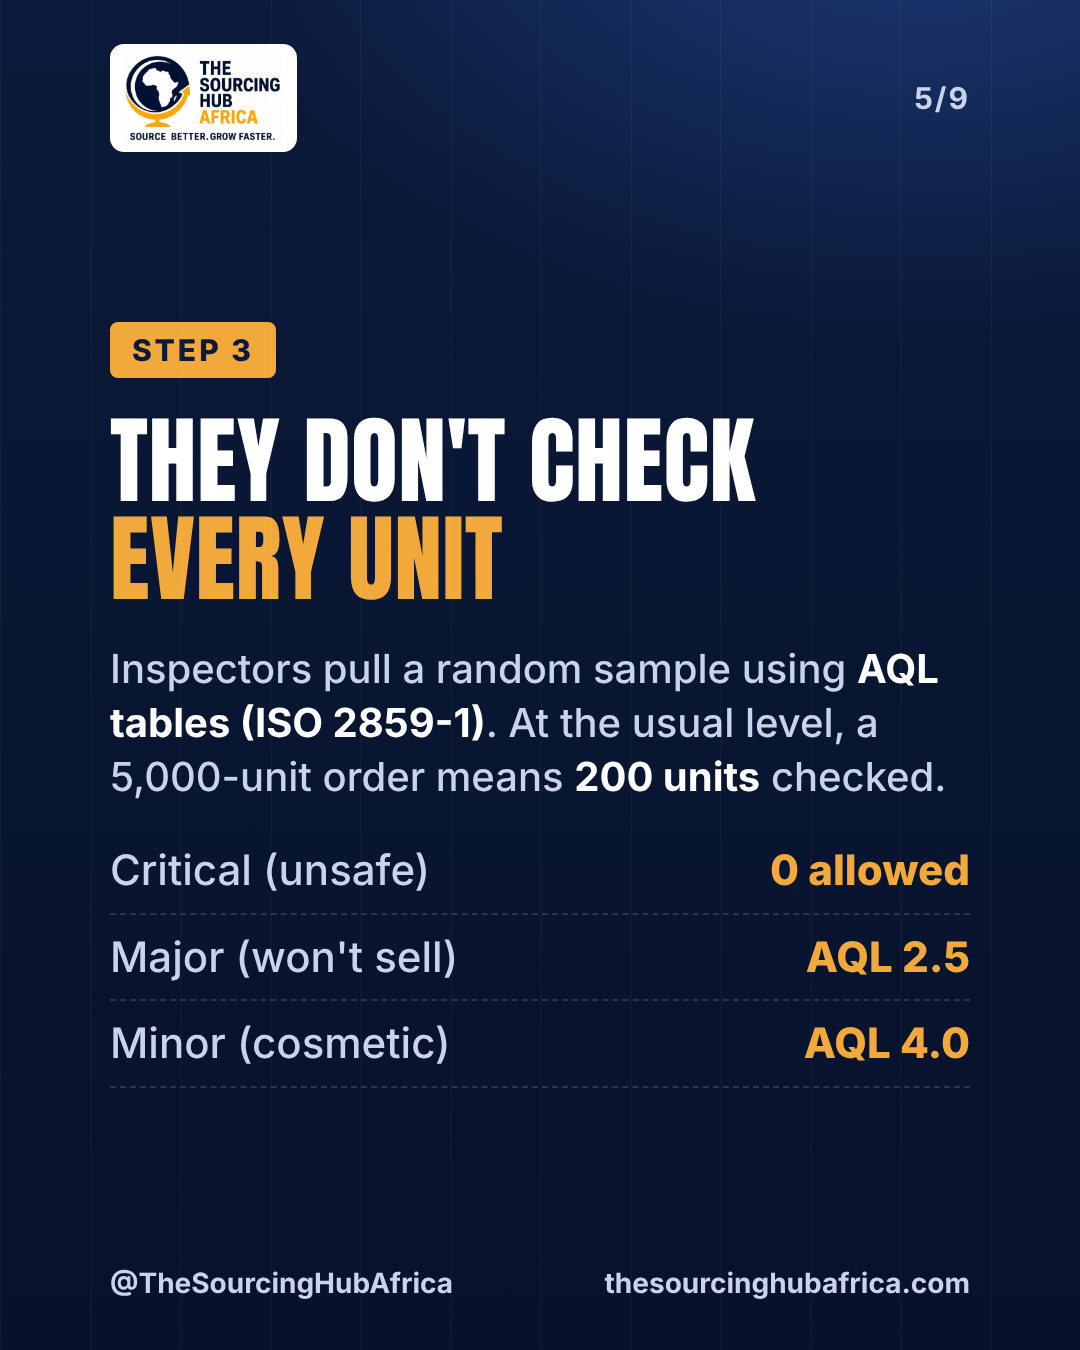 THE
SOURCING
HUB
AFRICA
SOURCE BETTER. GROW FASTER.
5/9
STEP 3
THEY DON'T CHECK
EVERY UNIT
Inspectors pull a random sample using AQL
tables (ISO 2859-1). At the usual level, a
5,000-unit order means 200 units checked.
Critical (unsafe) 0 allowed
Major (won't sell) AQL 2.5
Minor (cosmetic) AQL 4.0
@TheSourcingHubAfrica thesourcinghubafrica.com